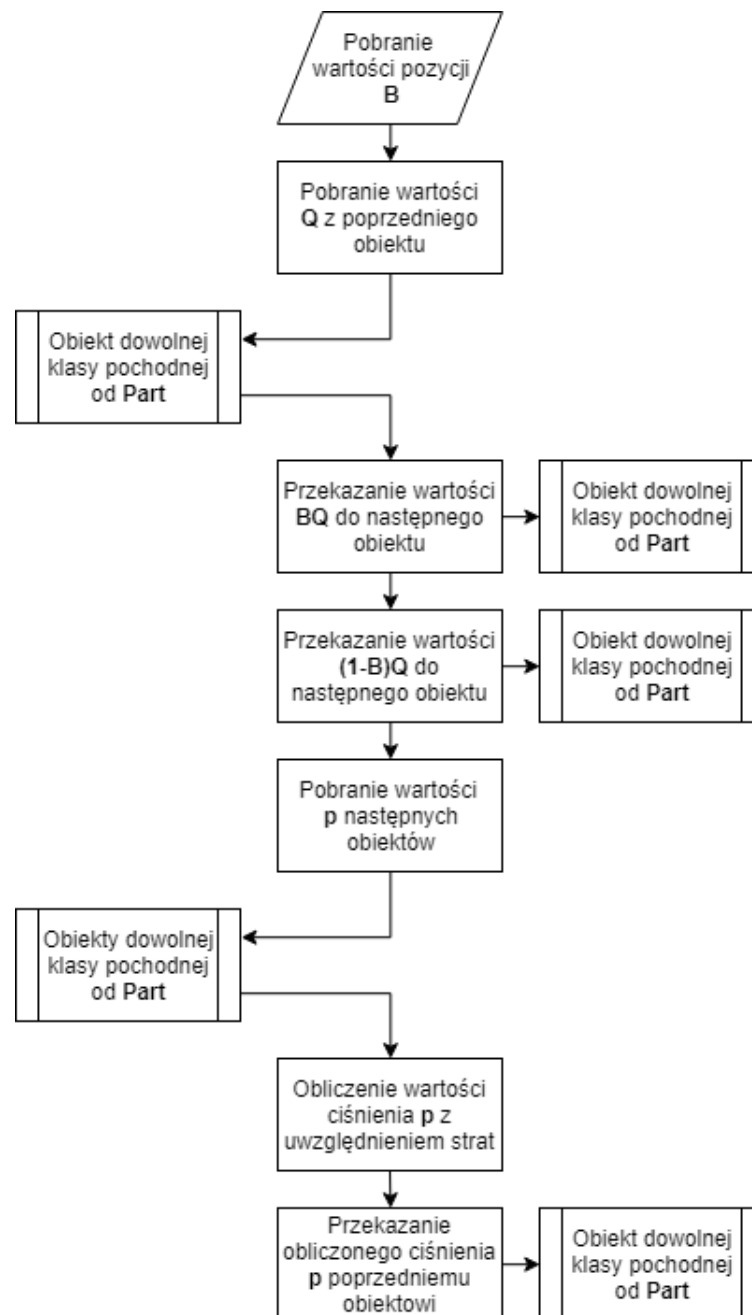 Pobranie
wartości pozycji
B
Pobranie wartości
Q z poprzedniego
obiektu
Obiekt dowolnej
klasy pochodnej
od Part
Przekazanie wartości
BQ do następnego
obiektu
Obiekt dowolnej
klasy pochodnej
od Part
Przekazanie wartości
(1-B)Q do
następnego obiektu
Obiekt dowolnej
klasy pochodnej
od Part
Pobranie wartości
p następnych
obiektów
Obiekty dowolnej
klasy pochodnej
od Part
Obliczenie wartości
ciśnienia p z
uwzględnieniem strat
Przekazanie
obliczonego ciśnienia
p poprzedniemu
obiektowi
Obiekt dowolnej
klasy pochodnej
od Part